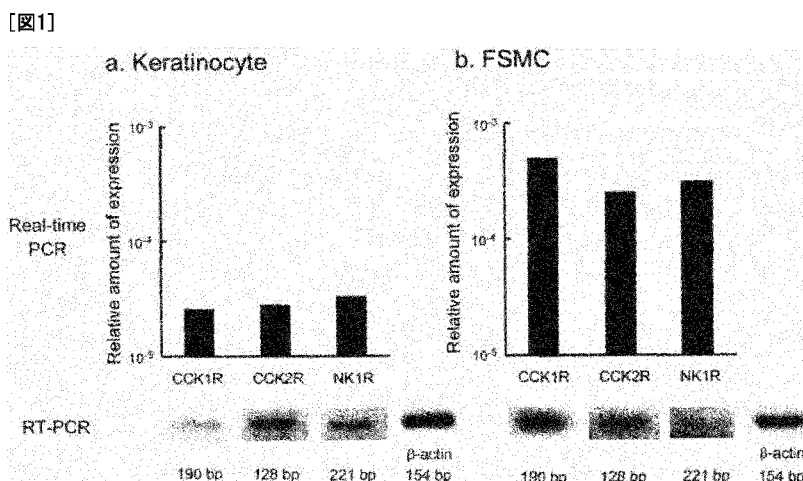 [図1]
a. Keratinocyte
b. FSMC
Real-time
PCR
Relative amount of expression
10-3
10-4
10-5
CCK1R CCK2R NK1R
Relative amount of expression
10-3
10-4
10-5
CCK1R CCK2R NK1R
RT-PCR
β-actin
190 bp 128 bp 221 bp 154 bp
β-actin
190 bp 128 bp 221 bp 154 bp